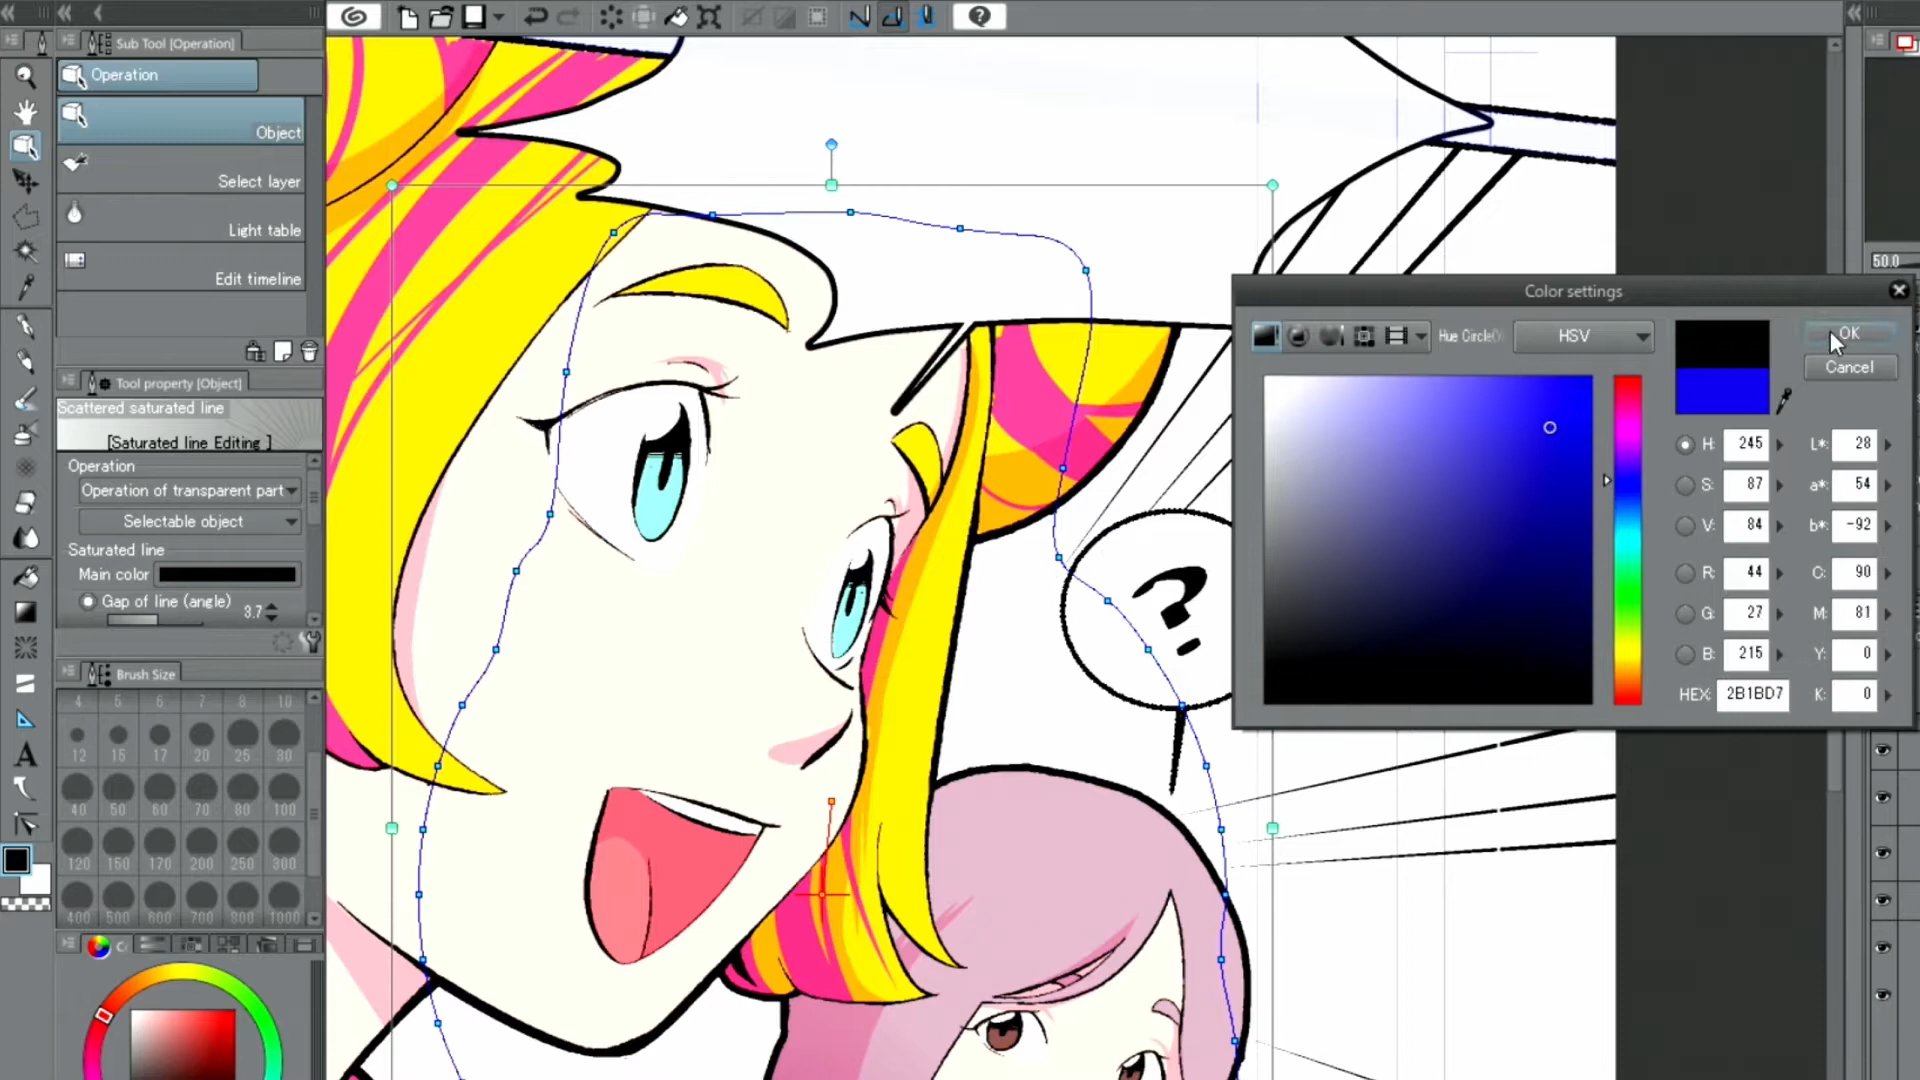 Sub Tool [Operation]
Operation
Object
Select layer
Light table
Edit timeline
Tool property [Object]
Scattered saturated line
[Saturated line Editing ]
Operation
Operation of transparent part
Selectable object
Saturated line
Main color
Gap of line (angle) 3.7
Brush Size
4 5 6 7 8 10
12 15 17 20 25 30
40 50 60 70 80 100
120 150 170 200 250 300
400 500 600 700 800 1000
A
?
?
50.0
Color settings
Hue Circle(
HSV
OK
Cancel
H: 245 L*: 28
S: 87 a*: 54
V: 84 b*: -92
R: 44 C: 90
G: 27 M: 81
B: 215 Y: 0
HEX: 2B1BD7 K: 0